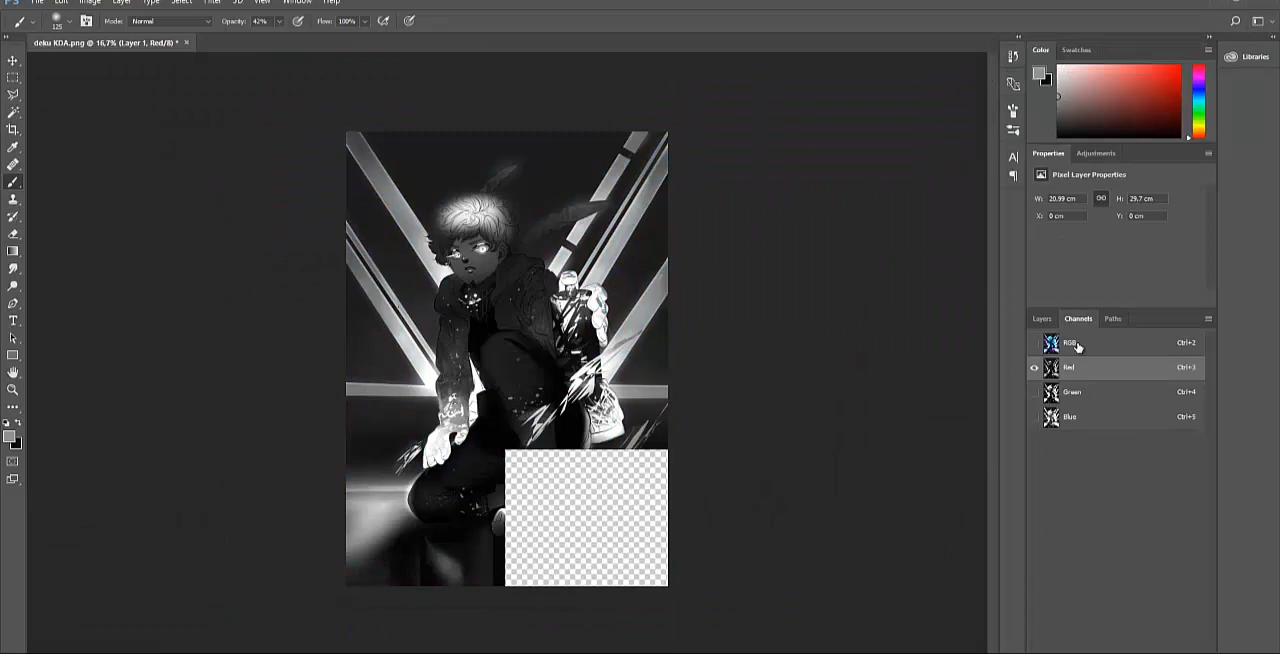 PS File Edit Image Layer Type Select Filter 3D View Window Help
125 Mode: Normal Opacity: 42% Flow: 100%
deku KDA.png @ 16,7% (Layer 1, Red/8) * ×
Color Swatches
Libraries
Properties Adjustments
Pixel Layer Properties
W: 20.99 cm H: 29.7 cm
X: 0 cm Y: 0 cm
Layers Channels Paths
RGB Ctrl+2
Red Ctrl+3
Green Ctrl+4
Blue Ctrl+5